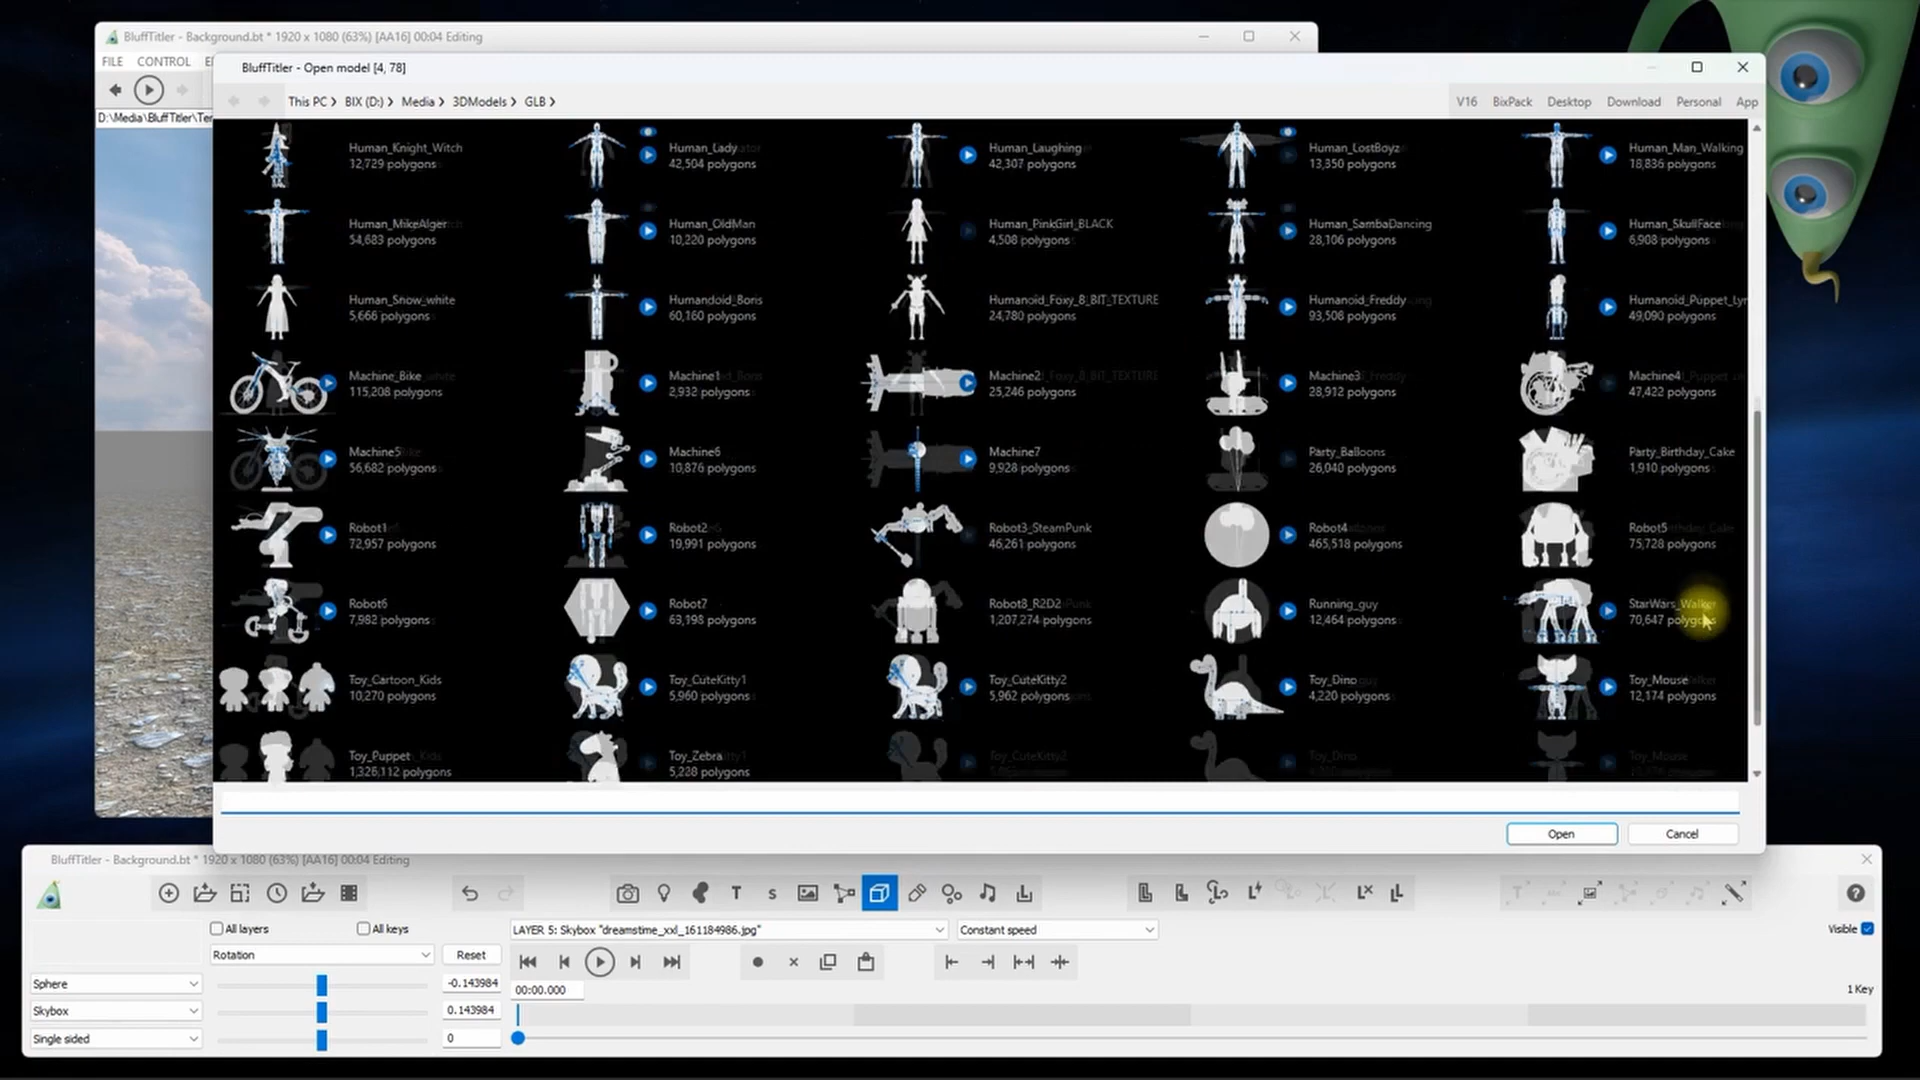 BluffTitler - Background.bt * 1920 x 1080 (63%) [AA16] 00:04 Editing
FILE CONTROL
BluffTitler - Open model [4, 78]
This PC > BIX (D:) > Media > 3DModels > GLB >
V16 BixPack Desktop Download Personal App
D:\Media\BluffTitler\Ter
Human_Knight_Witch
12,729 polygons
Human_Lady
42,504 polygons
Human_Laughing
42,307 polygons
Human_LostBoyz
13,350 polygons
Human_Man_Walking
18,836 polygons
Human_MikeAlger
54,683 polygons
Human_OldMan
10,220 polygons
Human_PinkGirl_BLACK
4,508 polygons
Human_SambaDancing
28,106 polygons
Human_SkullFace
6,908 polygons
Human_Snow_white
5,666 polygons
Humandoid_Boris
60,160 polygons
Humanoid_Foxy_8_BIT_TEXTURE
24,780 polygons
Humanoid_Freddy
93,508 polygons
Humanoid_Puppet_Lyr
49,090 polygons
Machine_Bike
115,208 polygons
Machine1
2,932 polygons
Machine2
25,246 polygons
Machine3
28,912 polygons
Machine4
47,422 polygons
Machine5
56,682 polygons
Machine6
10,876 polygons
Machine7
9,928 polygons
Party_Balloons
26,040 polygons
Party_Birthday_Cake
1,910 polygons
Robot1
72,957 polygons
Robot2
19,991 polygons
Robot3_SteamPunk
46,261 polygons
Robot4
465,518 polygons
Robot5
75,728 polygons
Robot6
7,982 polygons
Robot7
63,198 polygons
Robot8_R2D2
1,207,274 polygons
Running_guy
12,464 polygons
StarWars_Walker
70,647 polygons
Toy_Cartoon_Kids
10,270 polygons
Toy_CuteKitty1
5,960 polygons
Toy_CuteKitty2
5,962 polygons
Toy_Dino
4,220 polygons
Toy_Mouse
12,174 polygons
Toy_Puppet
1,326,112 polygons
Toy_Zebra
5,228 polygons
Toy_CuteKitty2
Toy_Dino
Toy_Mouse
Open Cancel
BluffTitler - Background.bt * 1920 x 1080 (63%) [AA16] 00:04 Editing
All layers All keys LAYER 5: Skybox "dreamstime_xxl_161184986.jpg" Constant speed Visible
Rotation Reset
Sphere -0.143984 00:00.000 1 Key
Skybox 0.143984
Single sided 0